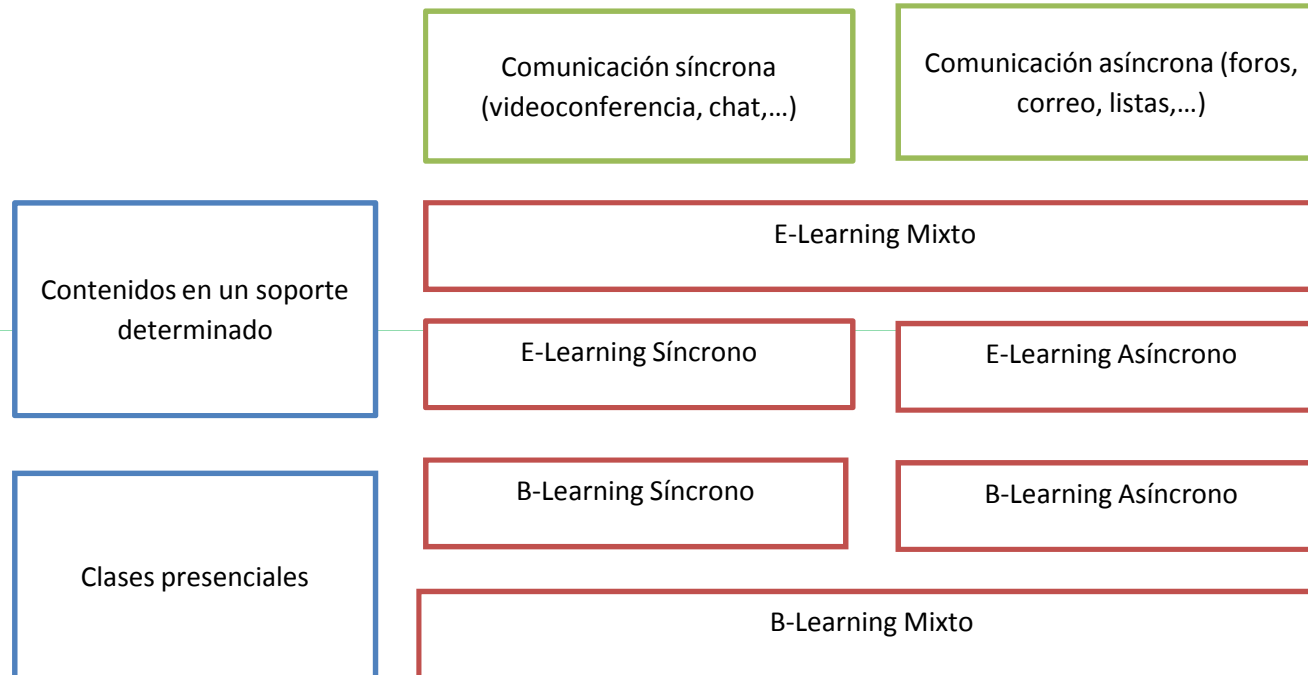 Comunicación síncrona
(videoconferencia, chat,…)
Comunicación asíncrona (foros,
correo, listas,…)
E-Learning Mixto
Contenidos en un soporte
determinado
E-Learning Síncrono
E-Learning Asíncrono
B-Learning Síncrono
B-Learning Asíncrono
Clases presenciales
B-Learning Mixto